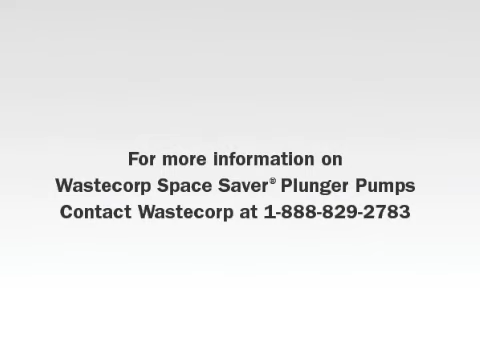 For more information on
Wastecorp Space Saver® Plunger Pumps
Contact Wastecorp at 1-888-829-2783